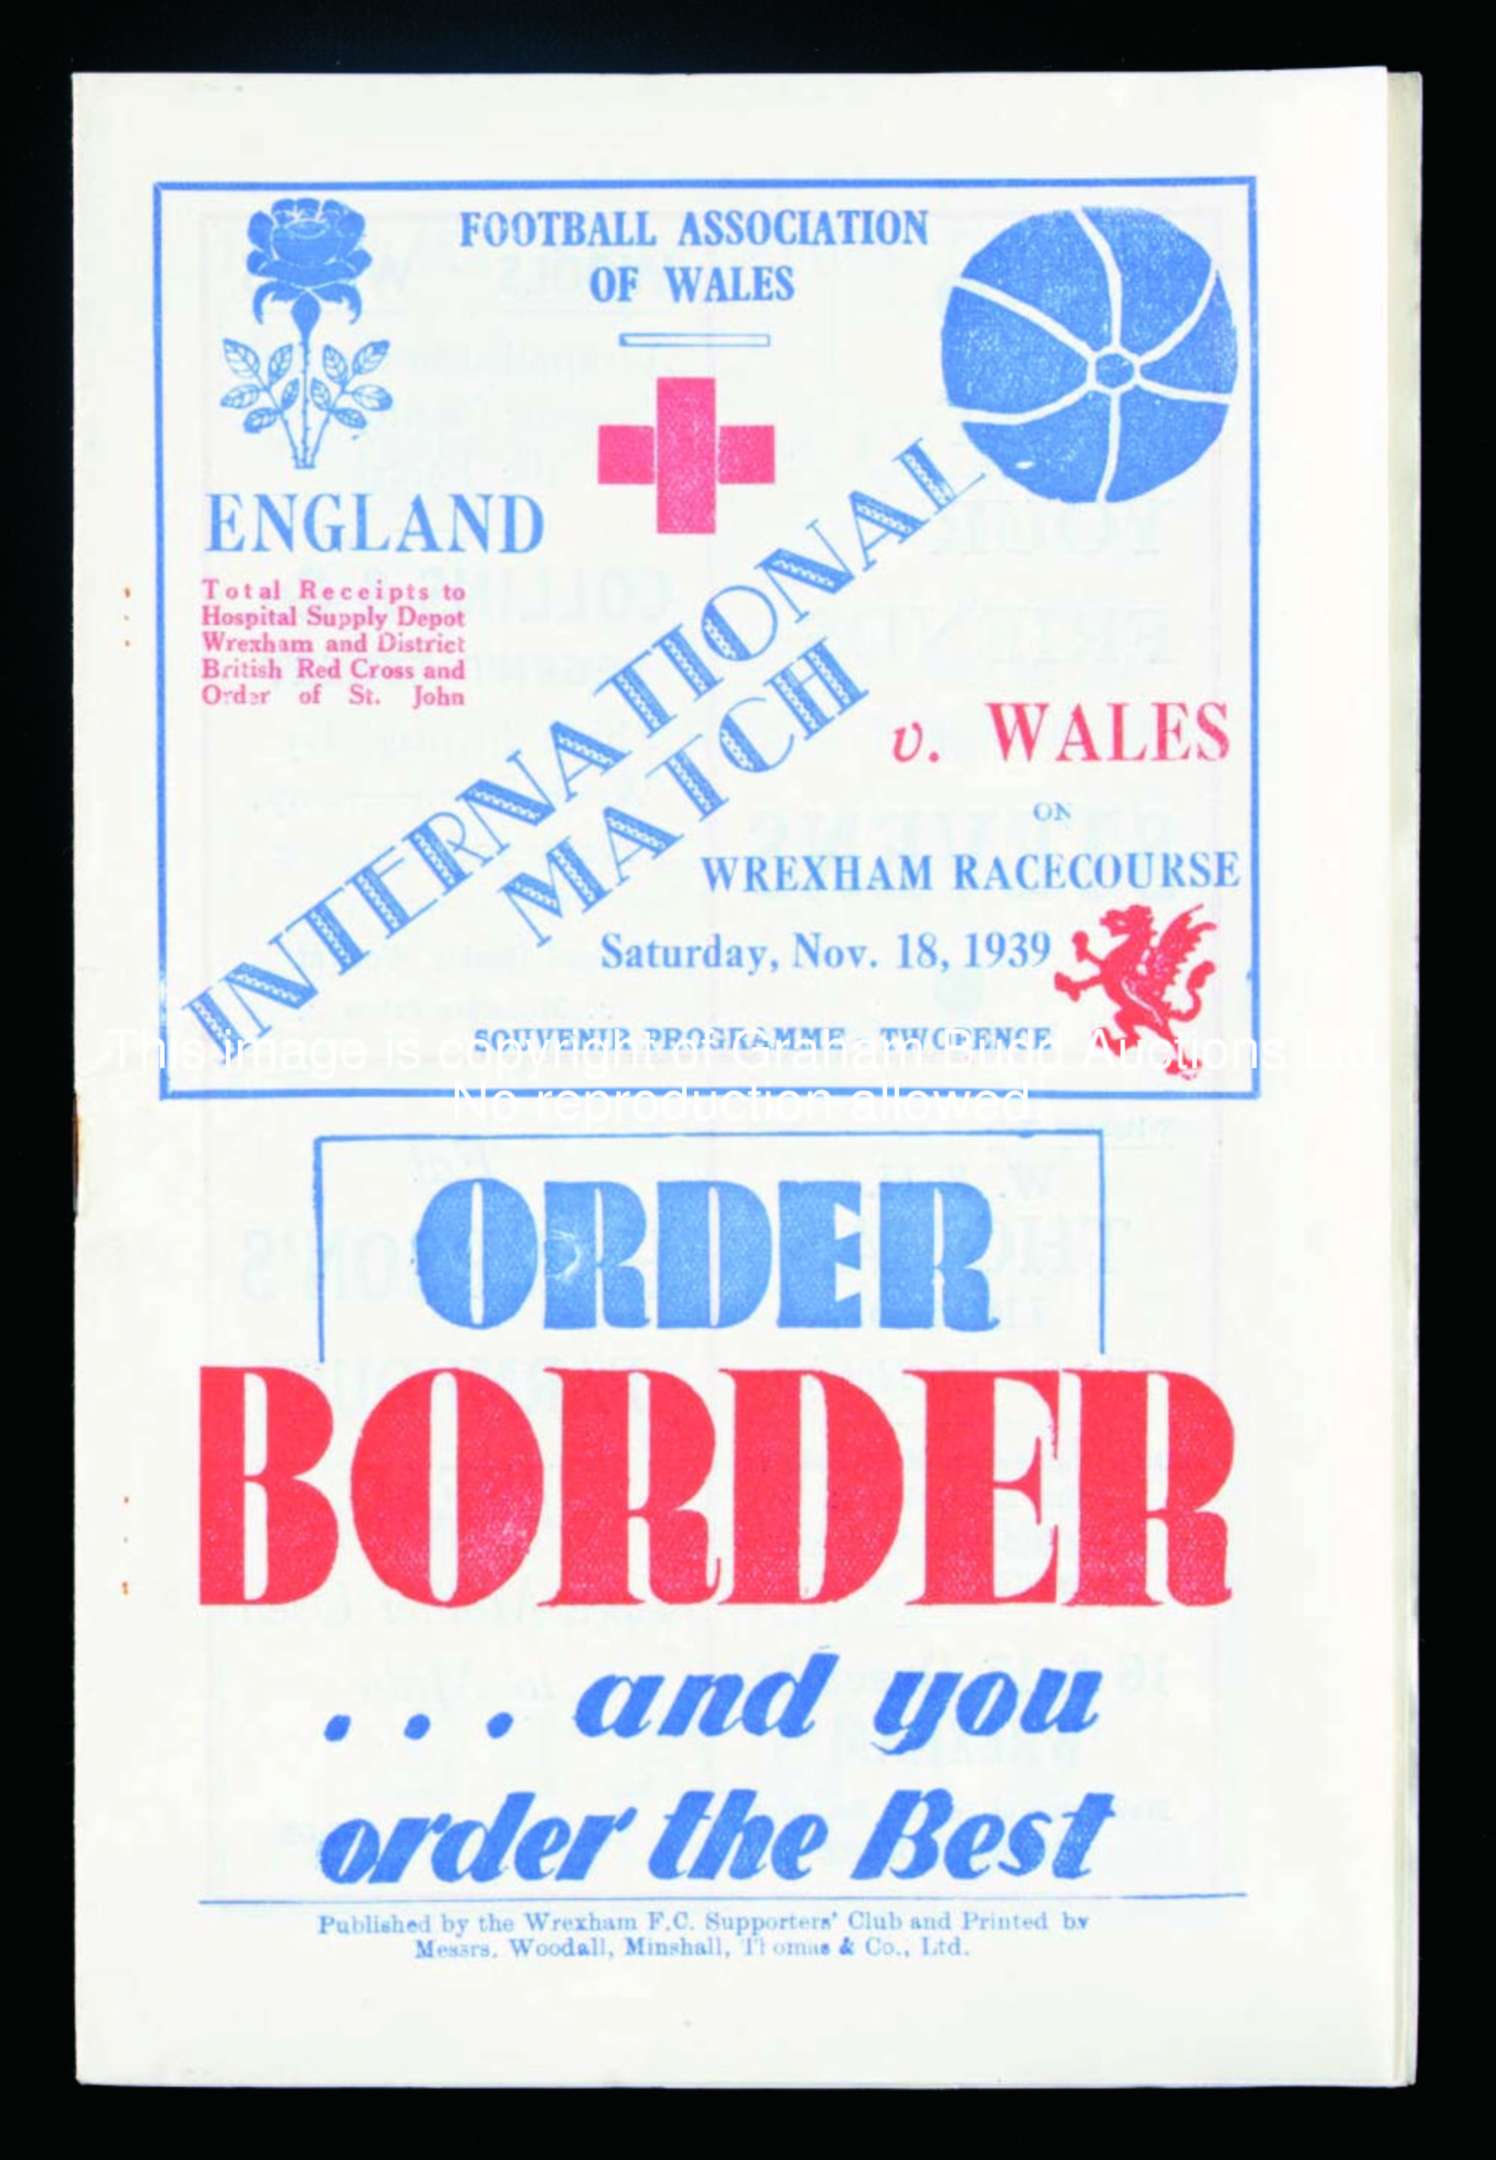 FOOTBALL ASSOCIATION
OF WALES
ENGLAND
Total Receipts to
Hospital Supply Depot
Wrexham and District
British Red Cross and
Order of St. John
INTERNATIONAL
MATCH
v. WALES
ON
WREXHAM RACECOURSE
Saturday, Nov. 18, 1939
SOUVENIR PROGRAMME - TWOPENCE
This image is copyright of Graham Budd Auctions Ltd
No reproduction allowed
ORDER
BORDER
... and you
order the Best
Published by the Wrexham F.C. Supporters' Club and Printed by
Messrs. Woodall, Minshall, Thomas & Co., Ltd.